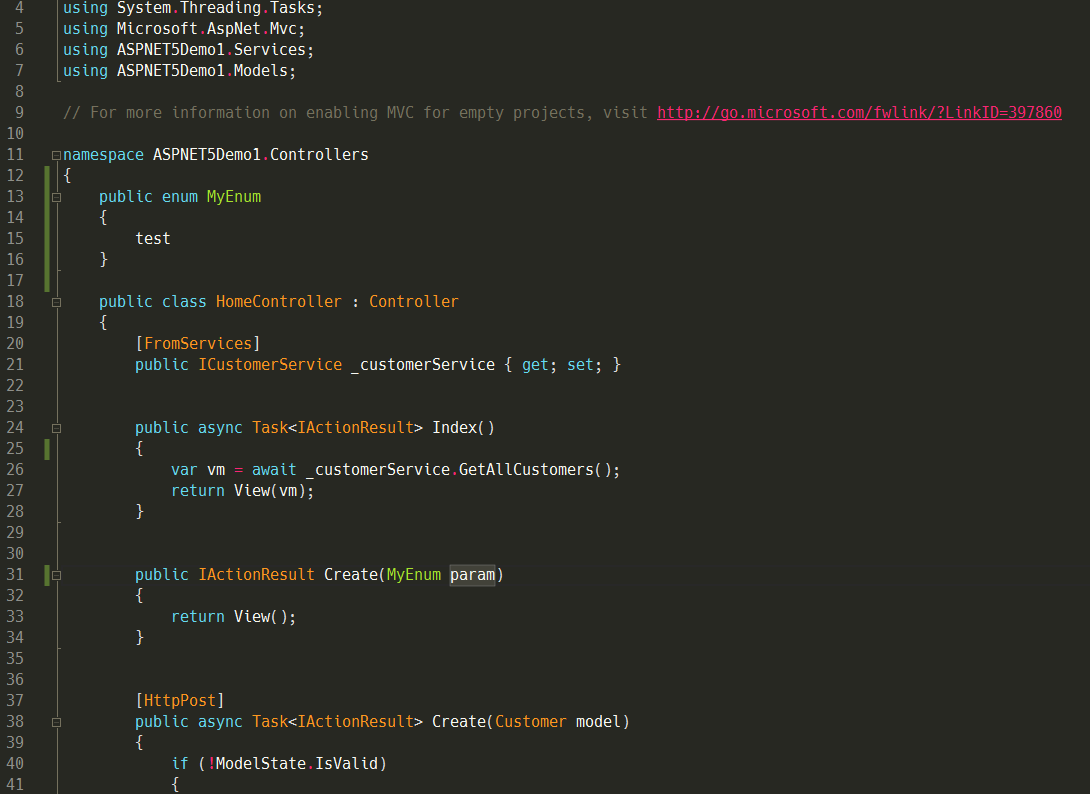 4 using System.Threading.Tasks;
5 using Microsoft.AspNet.Mvc;
6 using ASPNET5Demo1.Services;
7 using ASPNET5Demo1.Models;
8
9 // For more information on enabling MVC for empty projects, visit http://go.microsoft.com/fwlink/?LinkID=397860
10
11 namespace ASPNET5Demo1.Controllers
12 {
13     public enum MyEnum
14     {
15         test
16     }
17
18     public class HomeController : Controller
19     {
20         [FromServices]
21         public ICustomerService _customerService { get; set; }
22
23
24         public async Task<IActionResult> Index()
25         {
26             var vm = await _customerService.GetAllCustomers();
27             return View(vm);
28         }
29
30
31         public IActionResult Create(MyEnum param)
32         {
33             return View();
34         }
35
36
37         [HttpPost]
38         public async Task<IActionResult> Create(Customer model)
39         {
40             if (!ModelState.IsValid)
41             {